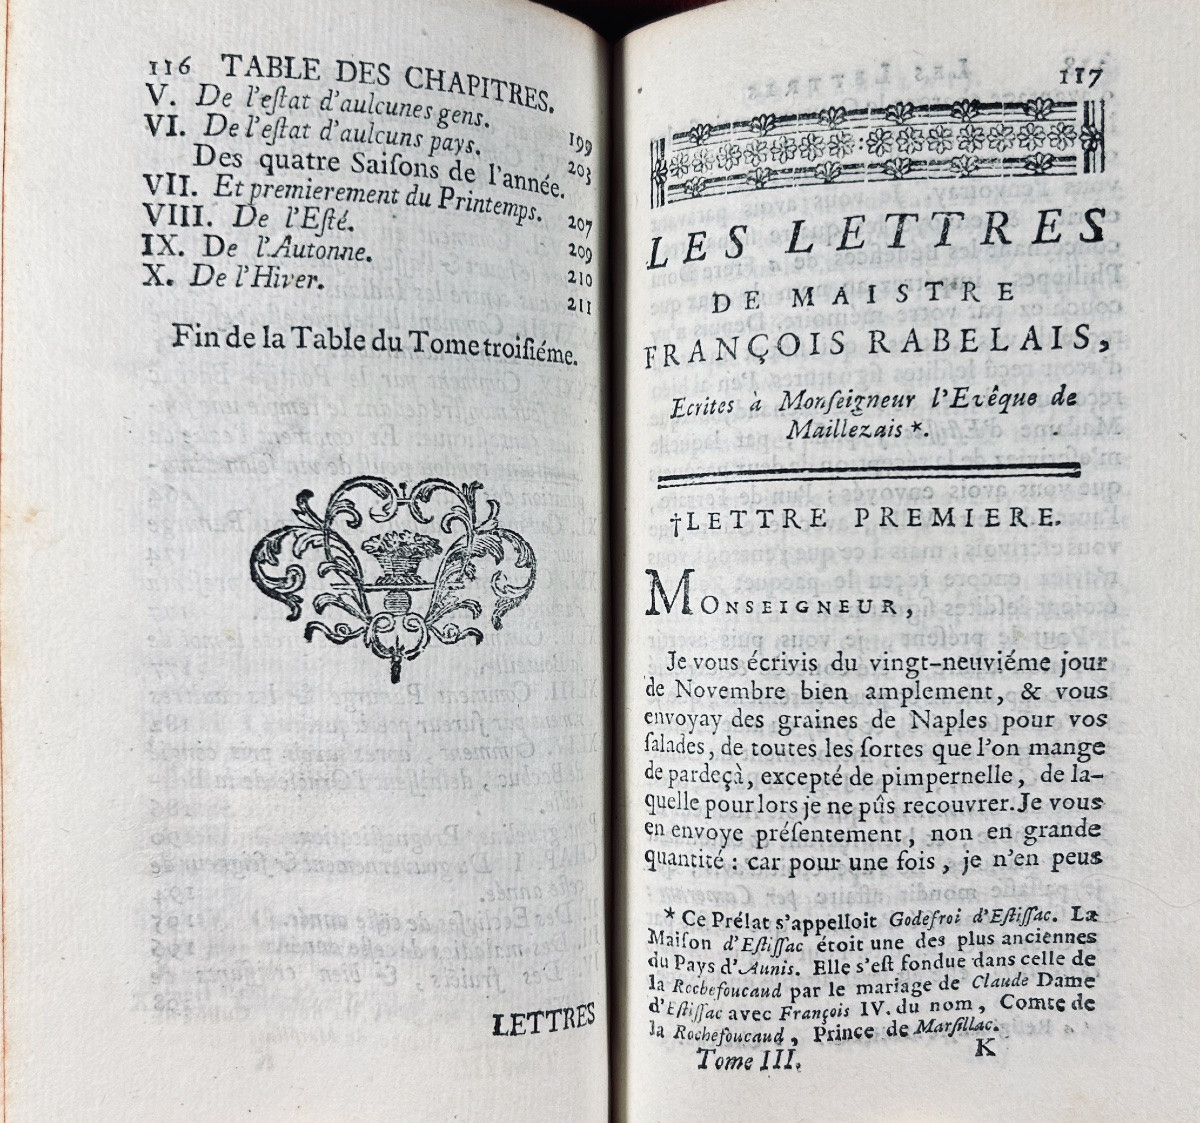 116 TABLE DES CHAPITRES.
V. De l'eſtat d'aulcunes gens. 199
VI. De l'eſtat d'aulcuns pays. 203
Des quatre Saiſons de l'année.
VII. Et premierement du Printemps. 207
VIII. De l'Eſté. 209
IX. De l'Autonne. 210
X. De l'Hiver. 211
Fin de la Table du Tome troiſiéme.
LETTRES
117
LES LETTRES
DE MAISTRE
FRANÇOIS RABELAIS,
Ecrites à Monſeigneur l'Evêque de
Maillezais *.
†LETTRE PREMIERE.
MONSEIGNEUR,
Je vous écrivis du vingt-neuviéme jour
de Novembre bien amplement, & vous
envoyay des graines de Naples pour vos
ſalades, de toutes les ſortes que l'on mange
de pardeçà, excepté de pimpernelle, de la-
quelle pour lors je ne pûs recouvrer. Je vous
en envoye préſentement, non en grande
quantité : car pour une fois, je n'en peus
* Ce Prélat s'appelloit Godefroi d'Eſtiſſac. La
Maiſon d'Eſtiſſac étoit une des plus anciennes
du Pays d'Aunis. Elle s'eſt fondue dans celle de
la Rochefoucaud par le mariage de Claude Dame
d'Eſtiſſac avec François IV. du nom, Comte de
la Rochefoucaud, Prince de Marſillac.
Tome III. K